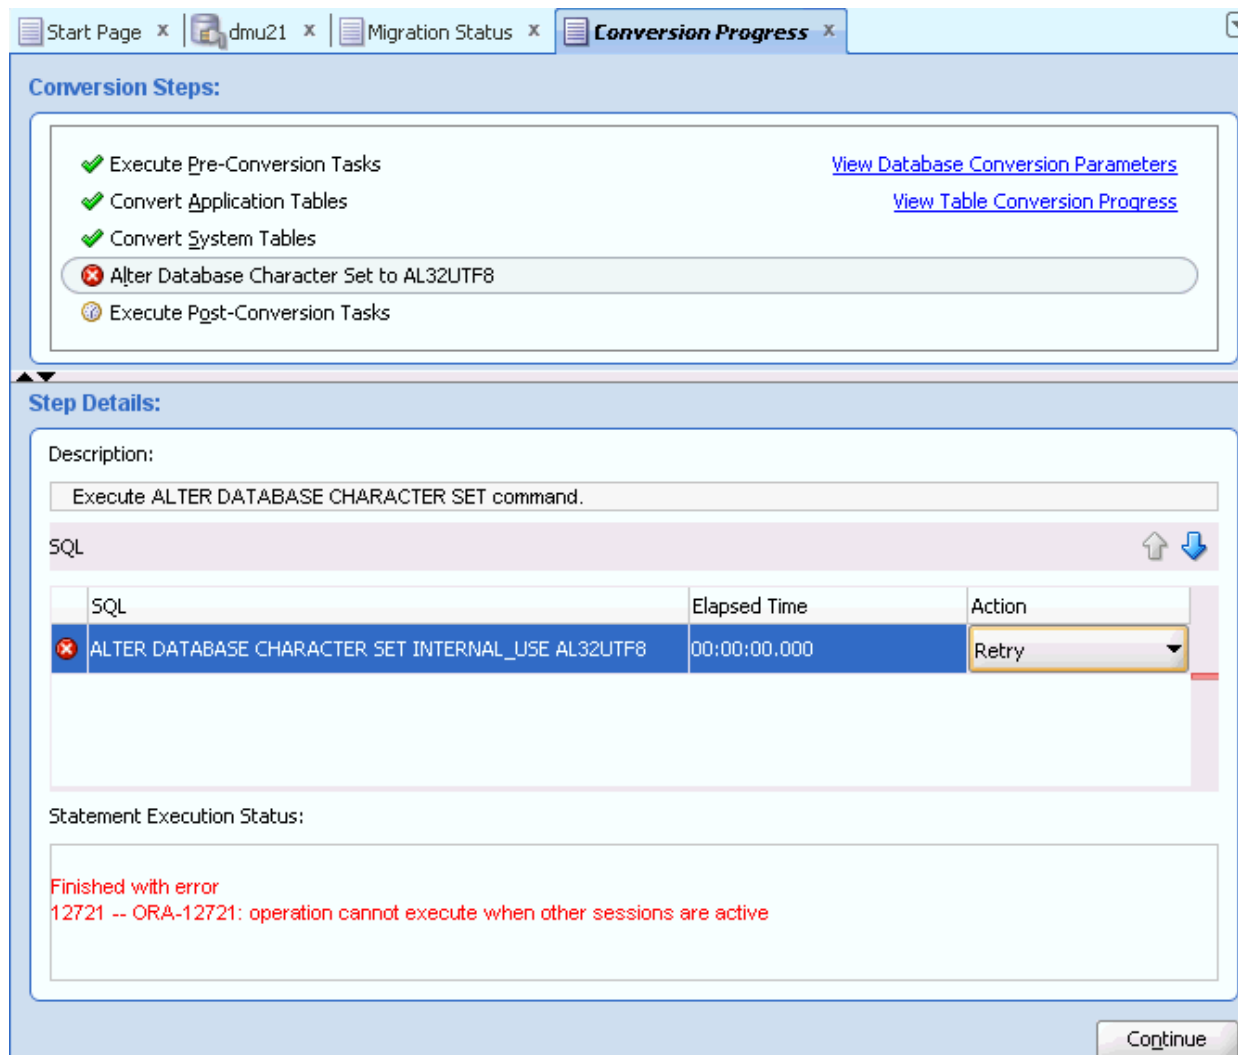 Start Page x dmu21 x Migration Status x Conversion Progress x
Conversion Steps:
Execute Pre-Conversion Tasks View Database Conversion Parameters
Convert Application Tables View Table Conversion Progress
Convert System Tables
Alter Database Character Set to AL32UTF8
Execute Post-Conversion Tasks
Step Details:
Description:
Execute ALTER DATABASE CHARACTER SET command.
SQL
SQL Elapsed Time Action
ALTER DATABASE CHARACTER SET INTERNAL_USE AL32UTF8 00:00:00.000 Retry
Statement Execution Status:
Finished with error
12721 -- ORA-12721: operation cannot execute when other sessions are active
Continue